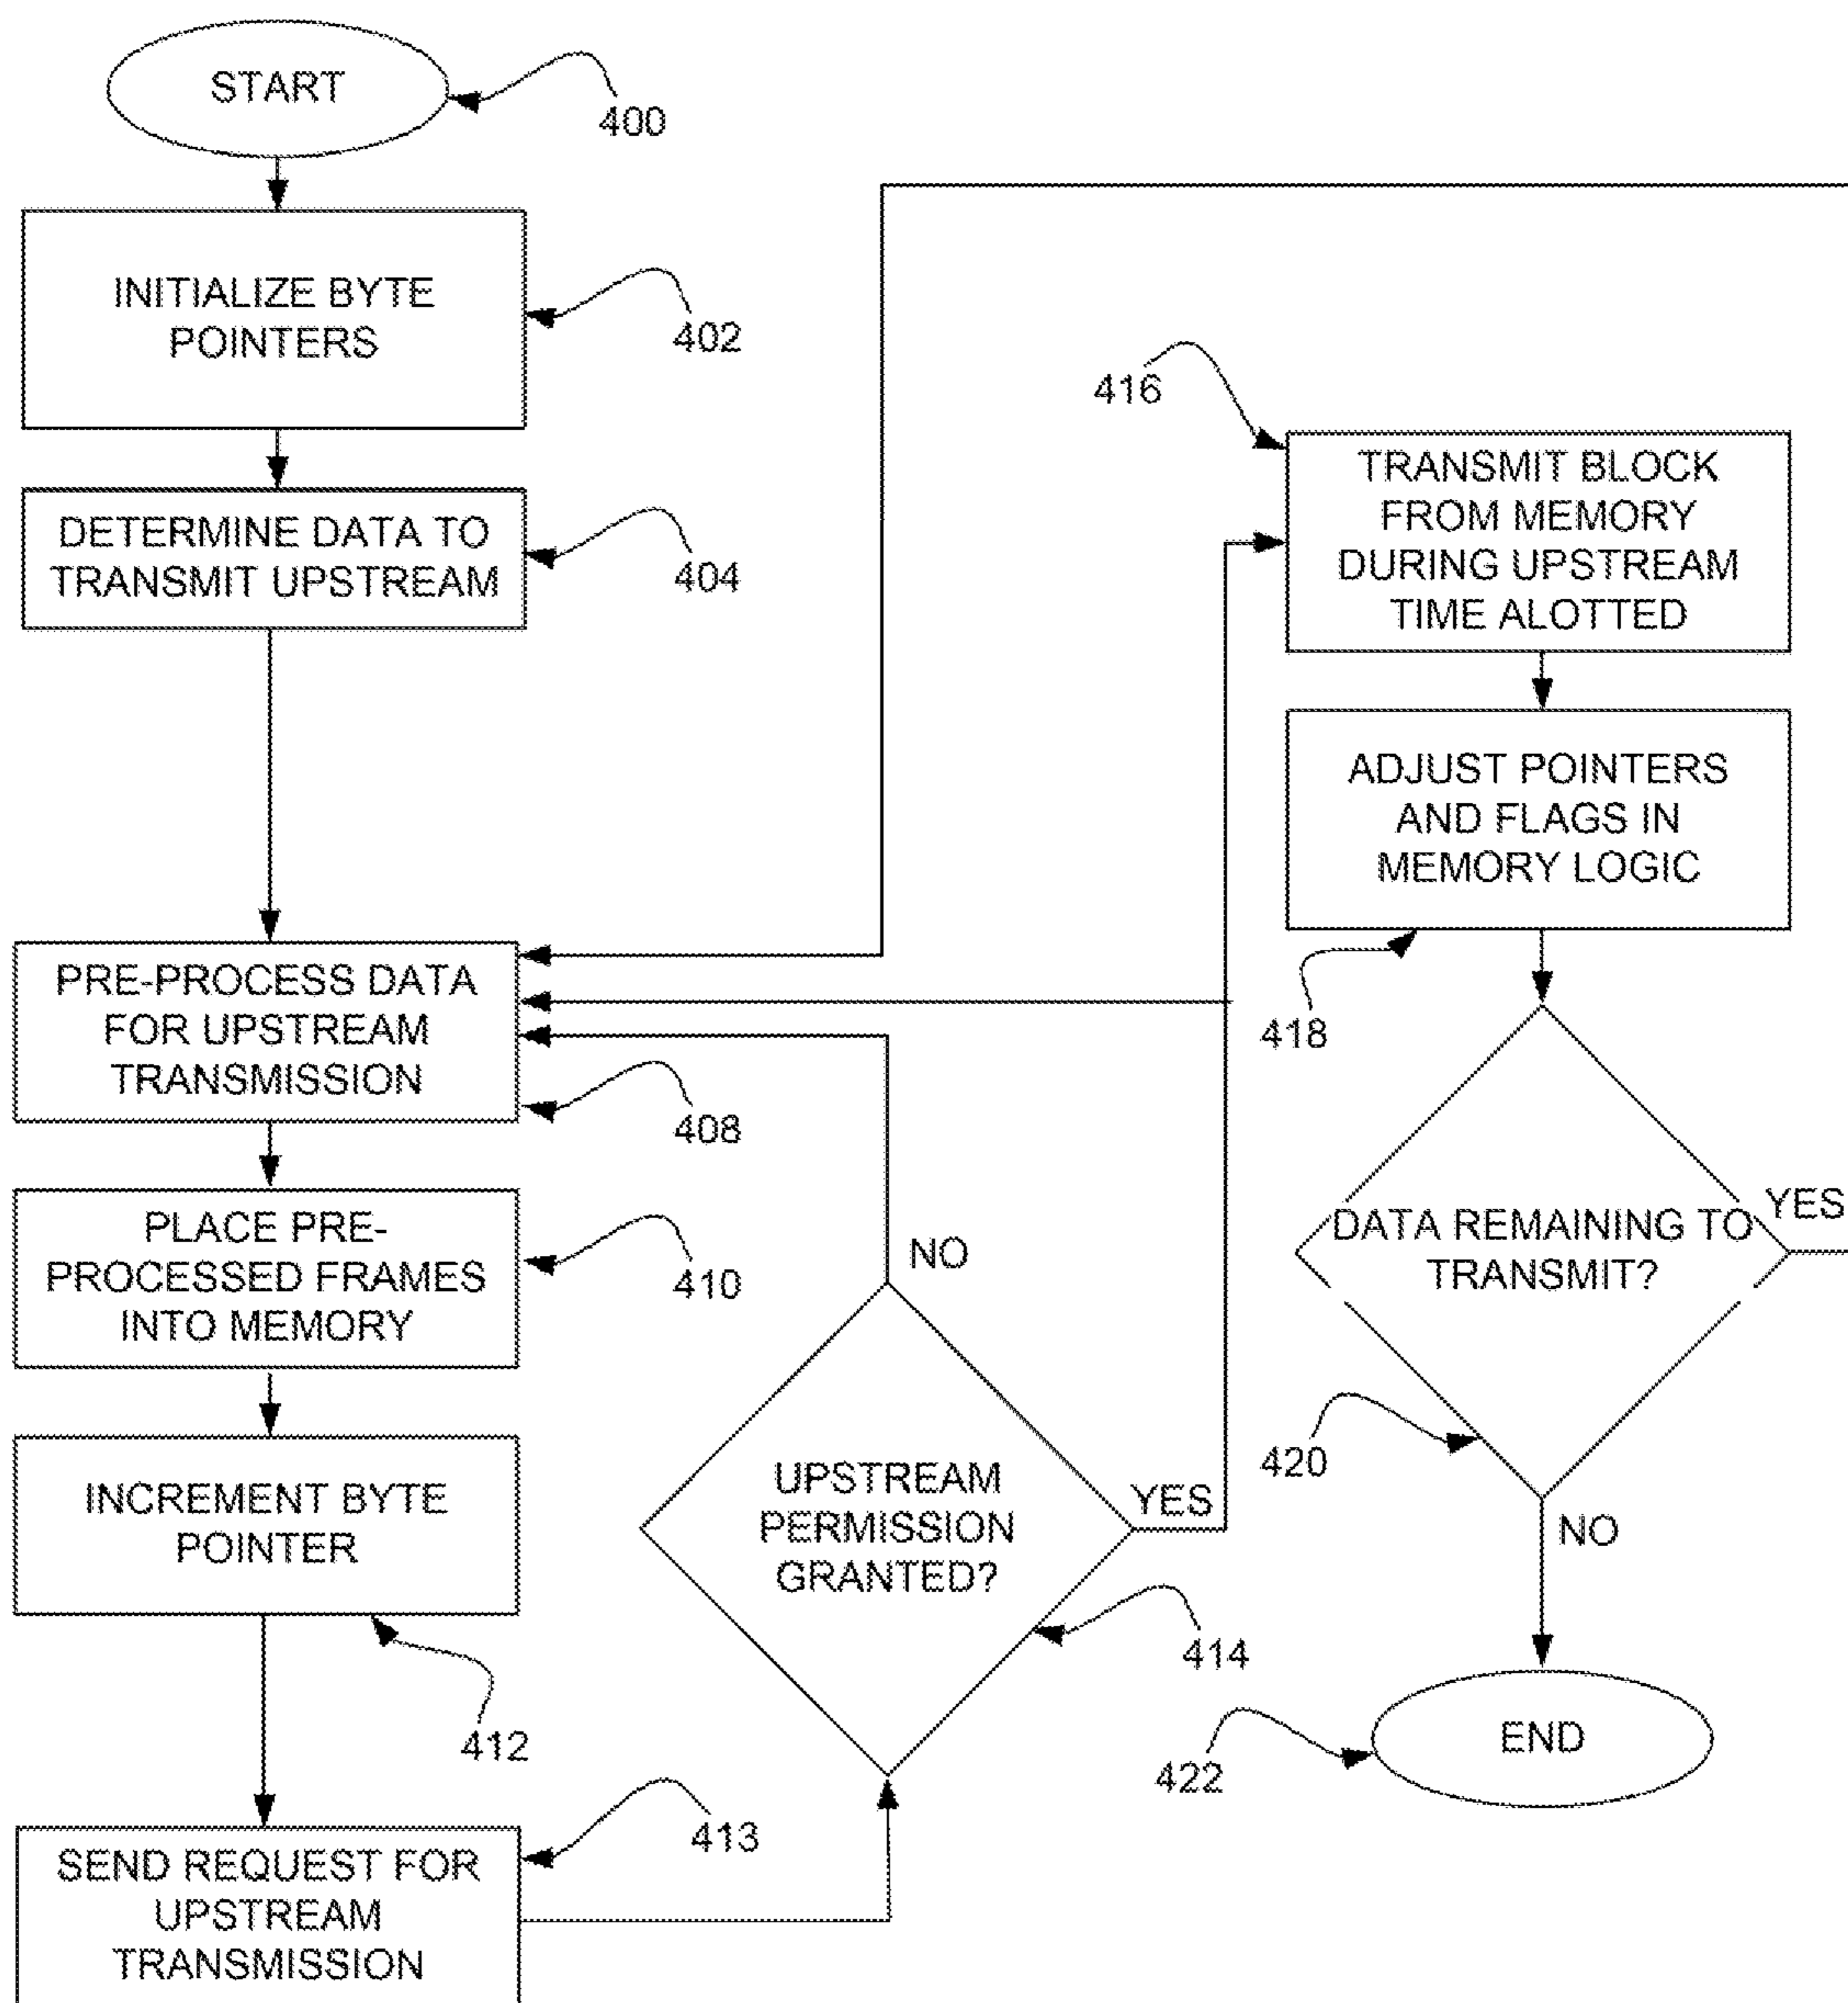 START
400
INITIALIZE BYTE
POINTERS
402
DETERMINE DATA TO
TRANSMIT UPSTREAM
404
PRE-PROCESS DATA
FOR UPSTREAM
TRANSMISSION
408
PLACE PRE-
PROCESSED FRAMES
INTO MEMORY
410
INCREMENT BYTE
POINTER
412
SEND REQUEST FOR
UPSTREAM
TRANSMISSION
413
UPSTREAM
PERMISSION
GRANTED?
NO
YES
414
416
TRANSMIT BLOCK
FROM MEMORY
DURING UPSTREAM
TIME ALOTTED
ADJUST POINTERS
AND FLAGS IN
MEMORY LOGIC
418
DATA REMAINING TO
TRANSMIT?
YES
420
NO
END
422